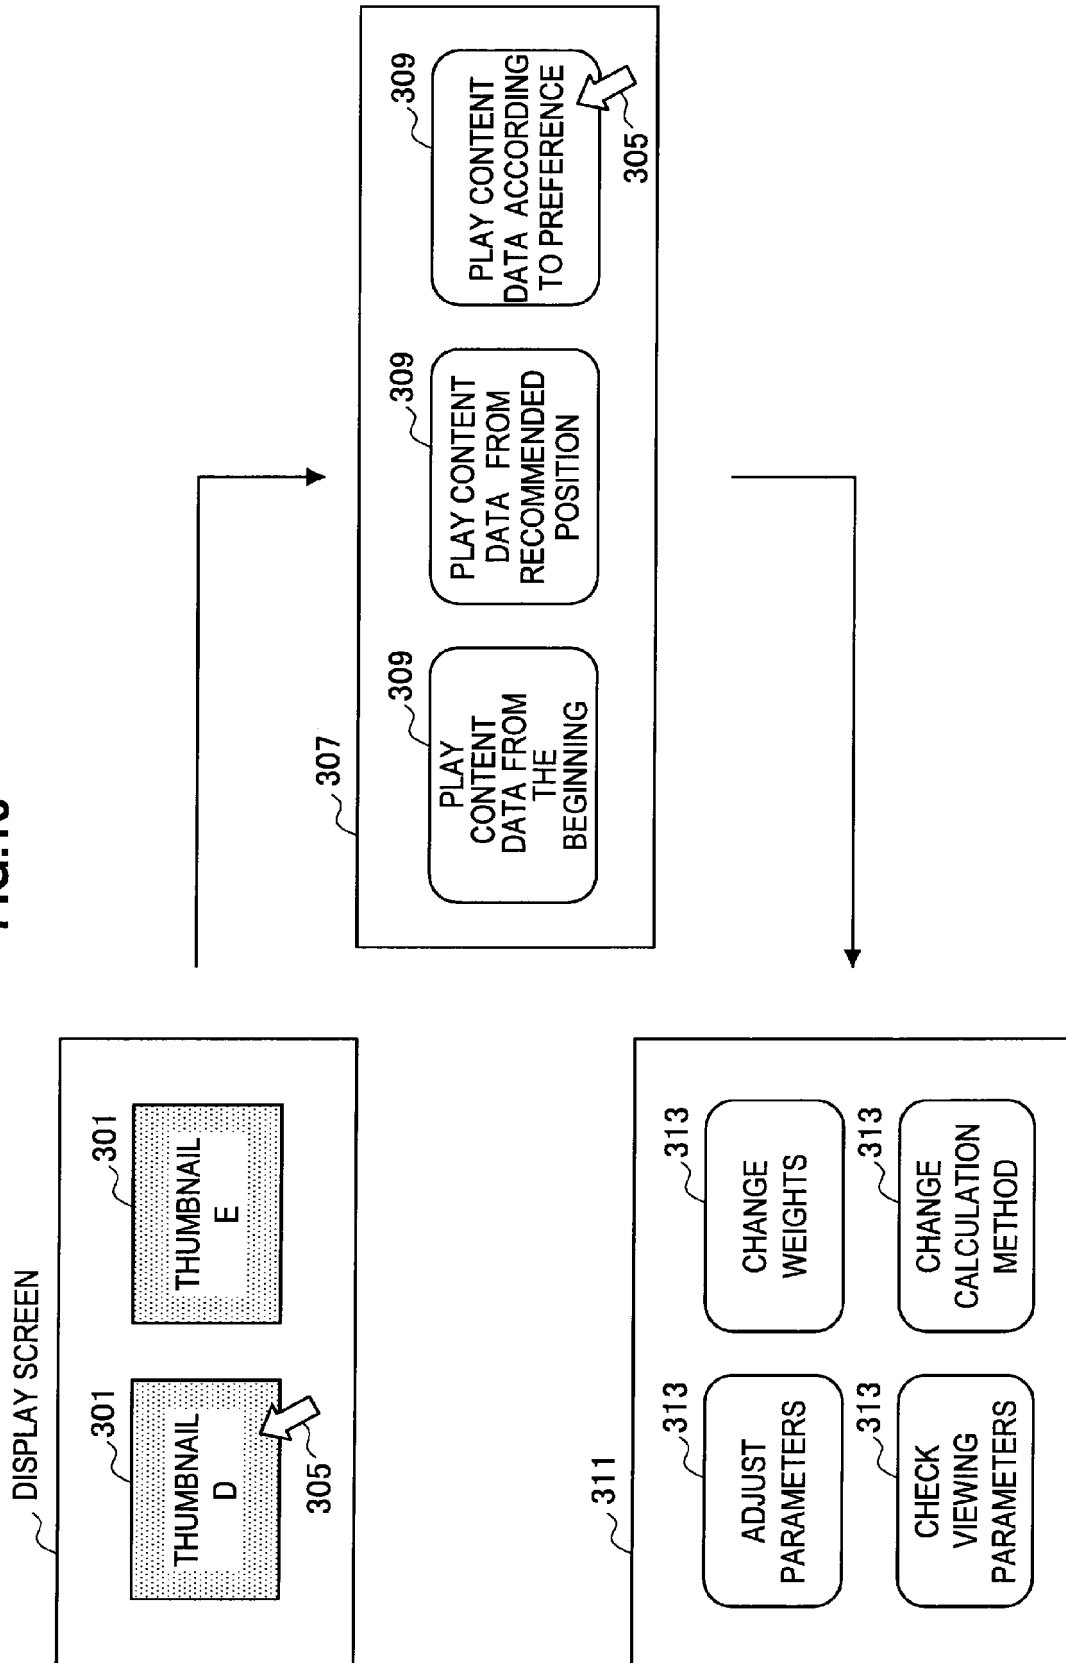 DISPLAY SCREEN
301
THUMBNAIL
D
305
301
THUMBNAIL
E
307
309
PLAY
CONTENT
DATA FROM
THE
BEGINNING
309
PLAY CONTENT
DATA FROM
RECOMMENDED
POSITION
309
PLAY CONTENT
DATA ACCORDING
TO PREFERENCE
305
311
313
ADJUST
PARAMETERS
313
CHANGE
WEIGHTS
313
CHECK
VIEWING
PARAMETERS
313
CHANGE
CALCULATION
METHOD